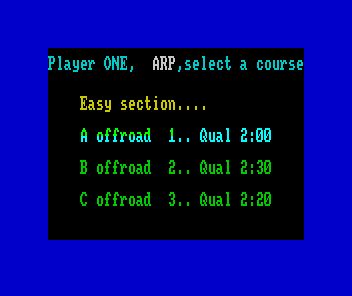 Player ONE,  ARP,select a course
Easy section....
A offroad  1.. Qual 2:00
B offroad  2.. Qual 2:30
C offroad  3.. Qual 2:20